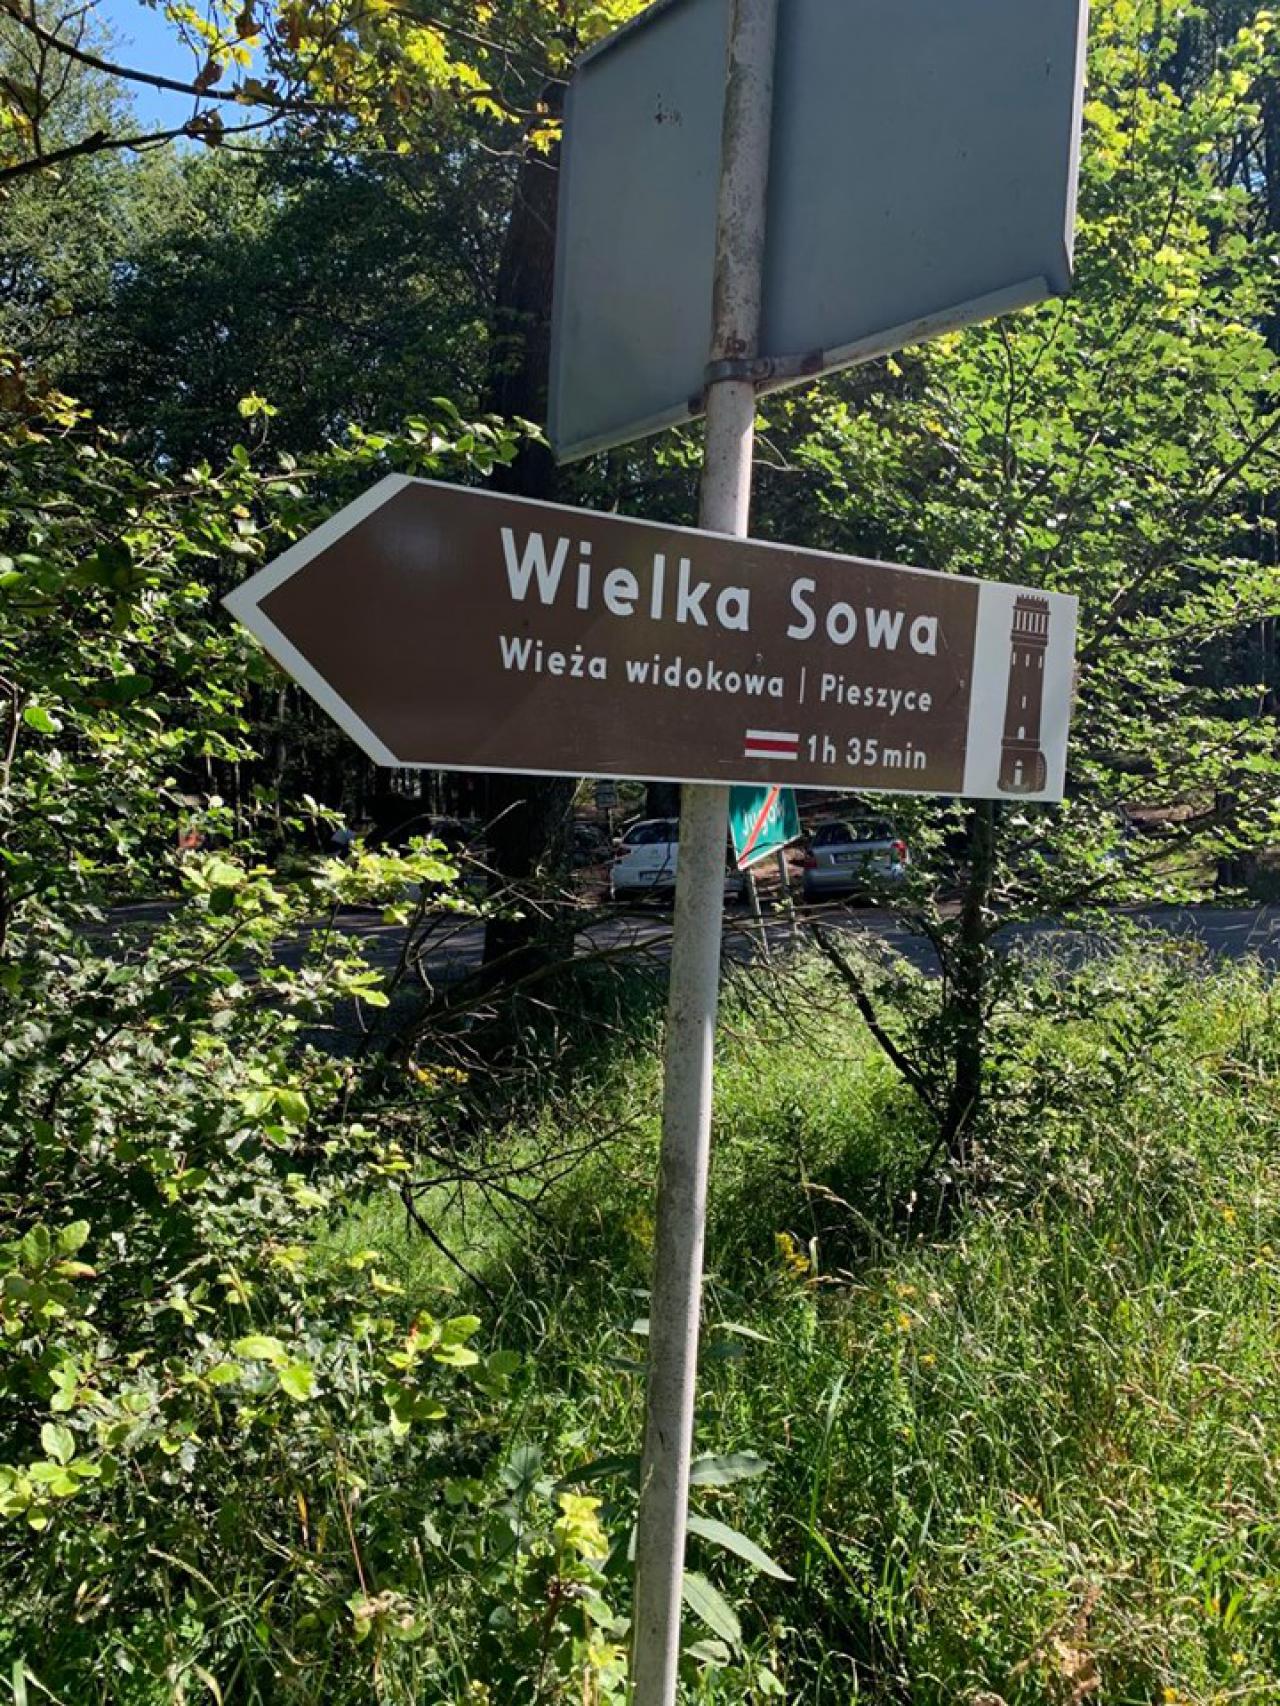 Wielka Sowa
Wieża widokowa | Pieszyce
1h 35min